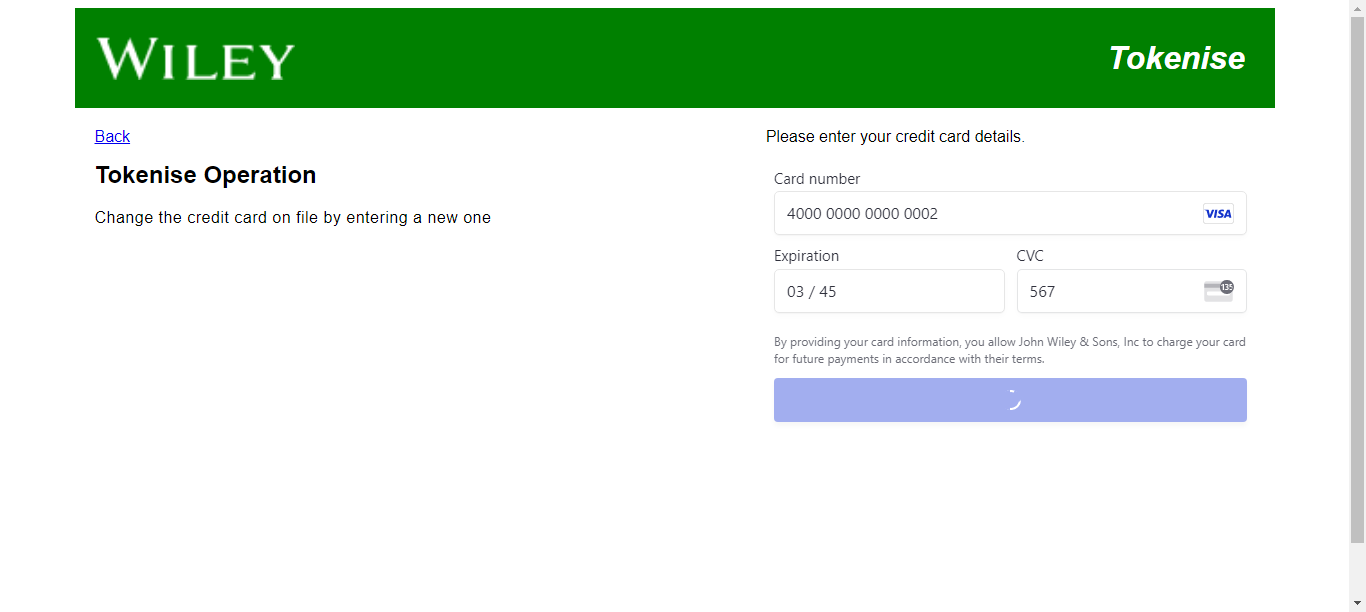 WILEY
Tokenise
Back
Tokenise Operation
Change the credit card on file by entering a new one
Please enter your credit card details.
Card number
4000 0000 0000 0002
VISA
Expiration
CVC
03 / 45
567
135
By providing your card information, you allow John Wiley & Sons, Inc to charge your card
for future payments in accordance with their terms.